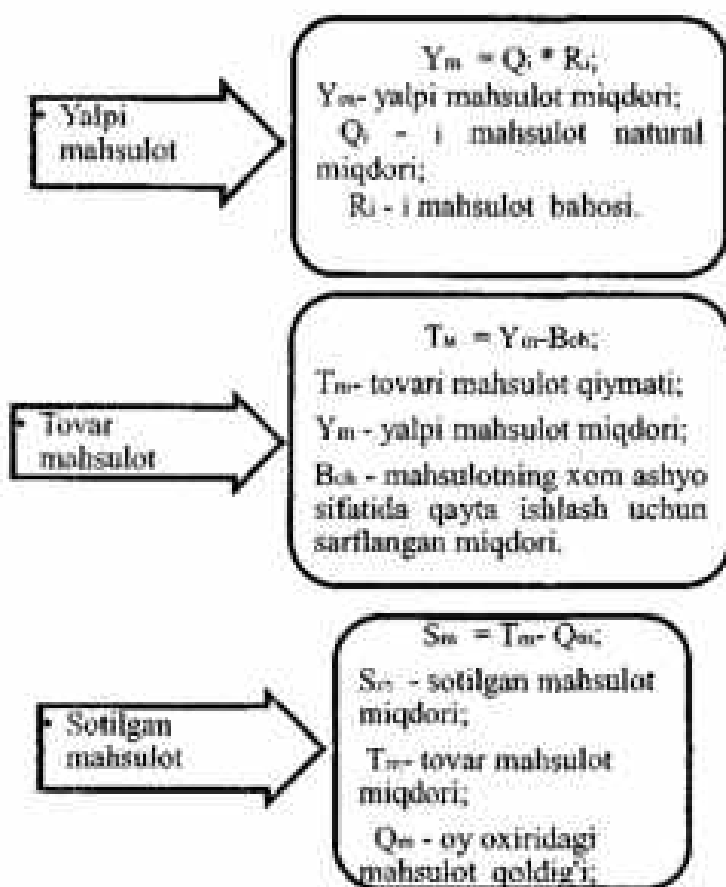 • Yalpi
mahsulot
Ym = Qi * Ri;
Ym- yalpi mahsulot miqdori;
Qi - i mahsulot natural
miqdori;
Ri - i mahsulot bahosi.
• Tovar
mahsulot
Tм = Ym-Bch;
Tm- tovari mahsulot qiymati;
Ym - yalpi mahsulot miqdori;
Bch - mahsulotning xom ashyo
sifatida qayta ishlash uchun
sarflangan miqdori.
• Sotilgan
mahsulot
Sm = Tm- Qm;
Sm - sotilgan mahsulot
miqdori;
Tm- tovar mahsulot
miqdori;
Qm - oy oxiridagi
mahsulot qoldig'i;